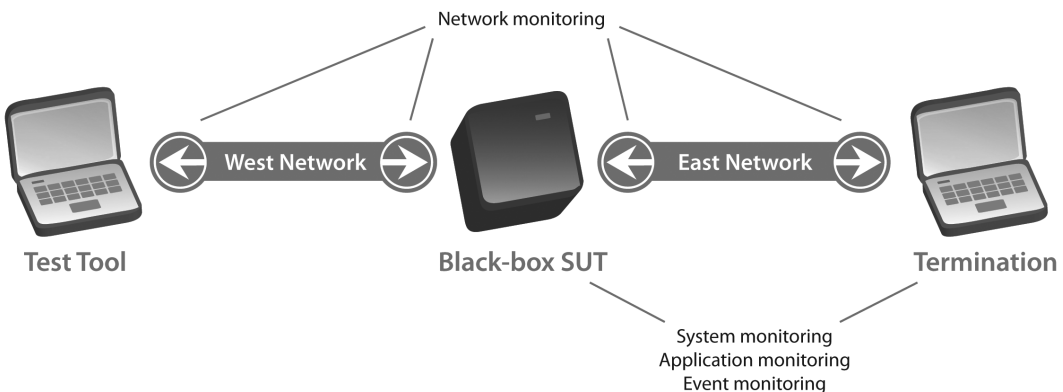 Network monitoring
West Network
East Network
Test Tool
Black-box SUT
Termination
System monitoring
Application monitoring
Event monitoring